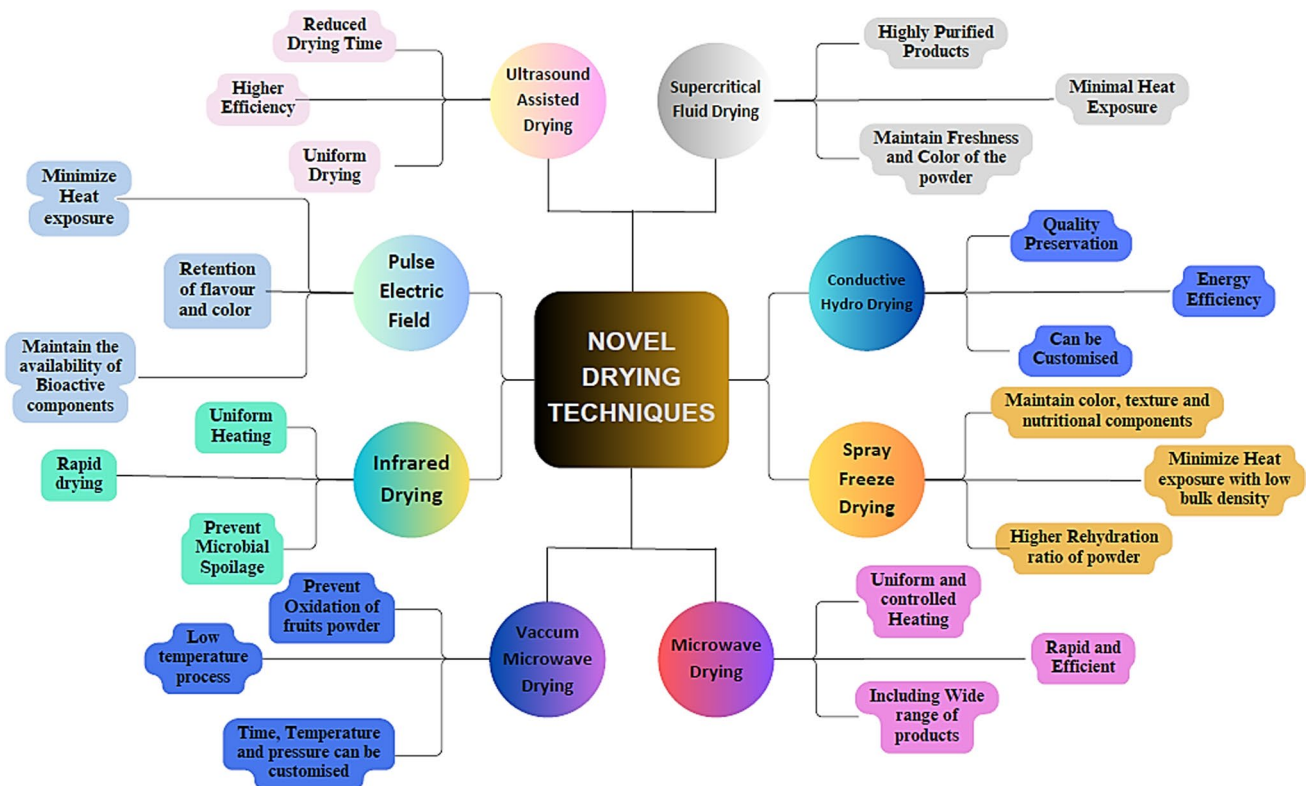 Reduced
Drying Time
Higher
Efficiency
Uniform
Drying
Ultrasound
Assisted
Drying
Supercritical
Fluid Drying
Highly Purified
Products
Minimal Heat
Exposure
Maintain Freshness
and Color of the
powder
Minimize
Heat
exposure
Retention
of flavour
and color
Maintain the
availability of
Bioactive
components
Pulse
Electric
Field
NOVEL
DRYING
TECHNIQUES
Conductive
Hydro Drying
Quality
Preservation
Energy
Efficiency
Can be
Customised
Uniform
Heating
Rapid
drying
Prevent
Microbial
Spoilage
Infrared
Drying
Spray
Freeze
Drying
Maintain color, texture and
nutritional components
Minimize Heat
exposure with low
bulk density
Higher Rehydration
ratio of powder
Prevent
Oxidation of
fruits powder
Low
temperature
process
Time, Temperature
and pressure can be
customised
Vaccum
Microwave
Drying
Microwave
Drying
Uniform and
controlled
Heating
Rapid and
Efficient
Including Wide
range of
products